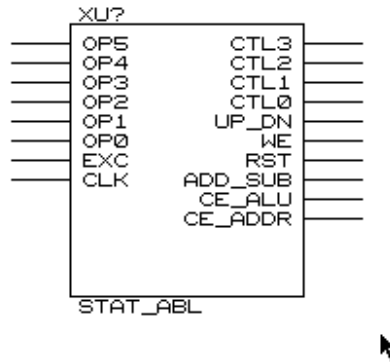 XU?
OP5 CTL3
OP4 CTL2
OP3 CTL1
OP2 CTL0
OP1 UP_DN
OP0 WE
EXC RST
CLK ADD_SUB
CE_ALU
CE_ADDR
STAT_ABL